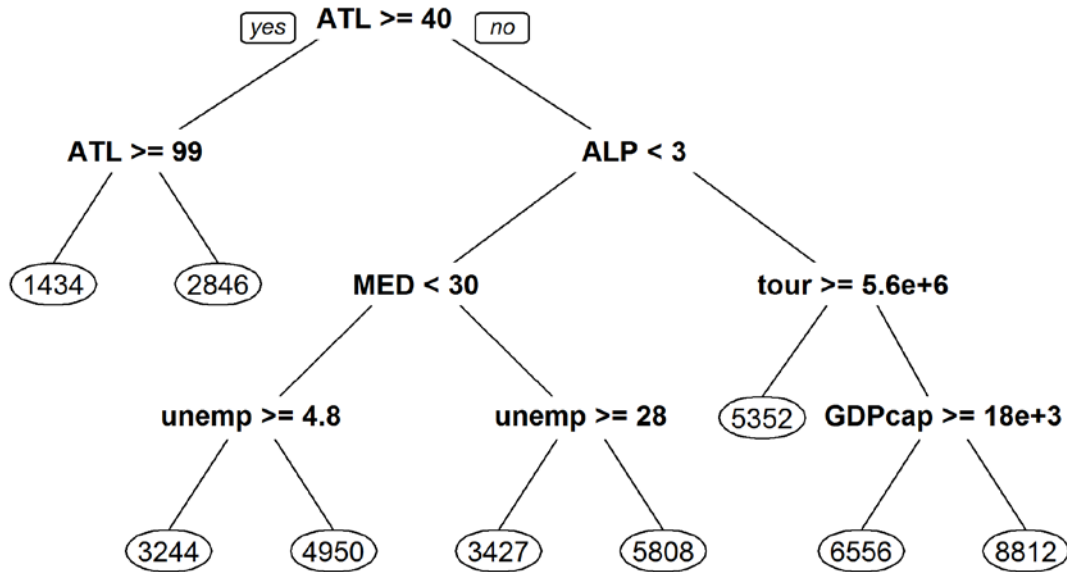 yes ATL >= 40 no
ATL >= 99 ALP < 3
1434 2846 MED < 30 tour >= 5.6e+6
unemp >= 4.8 unemp >= 28 5352 GDPcap >= 18e+3
3244 4950 3427 5808 6556 8812